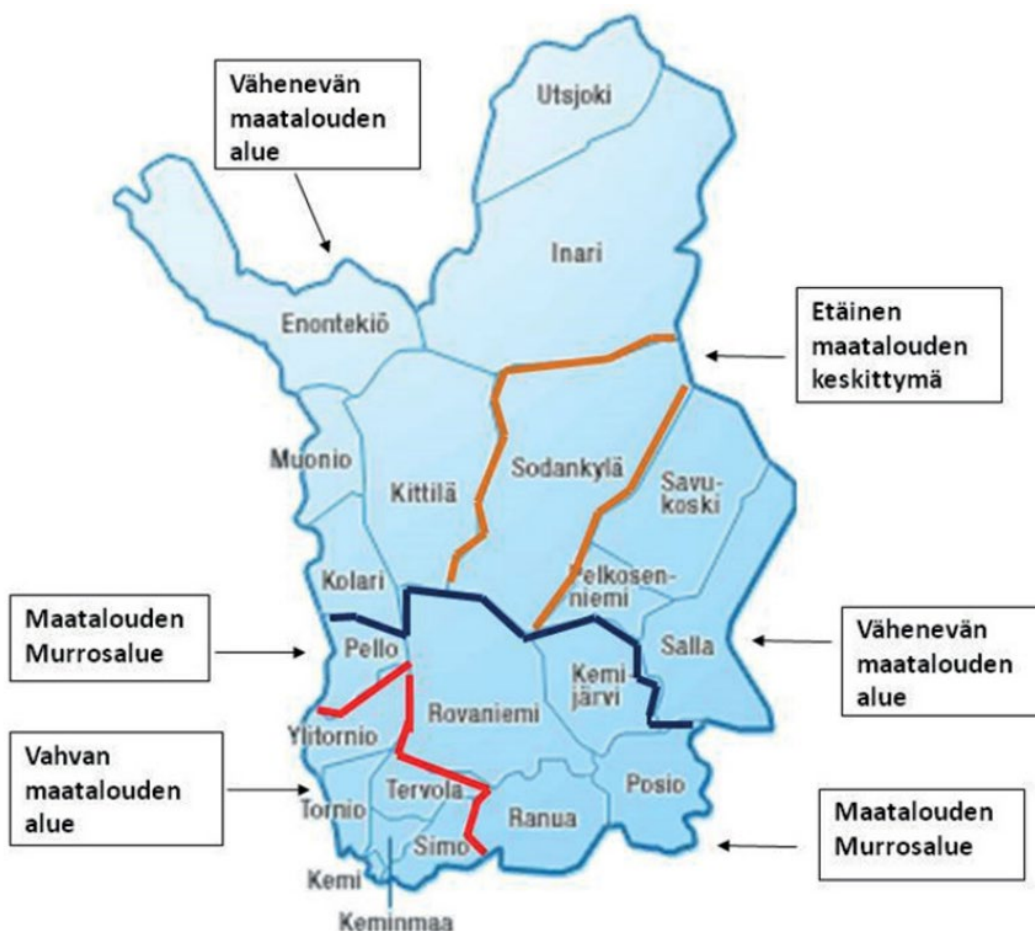 Vähenevän
maatalouden
alue
Utsjoki
Inari
Enontekiö
Etäinen
maatalouden
keskittymä
Muonio
Kittilä
Sodankylä
Savu-
koski
Kolari
Pelkosen-
niemi
Maatalouden
Murrosalue
Pello
Salla
Vähenevän
maatalouden
alue
Kemi-
järvi
Rovaniemi
Ylitornio
Vahvan
maatalouden
alue
Tornio
Tervola
Posio
Ranua
Simo
Maatalouden
Murrosalue
Kemi
Keminmaa